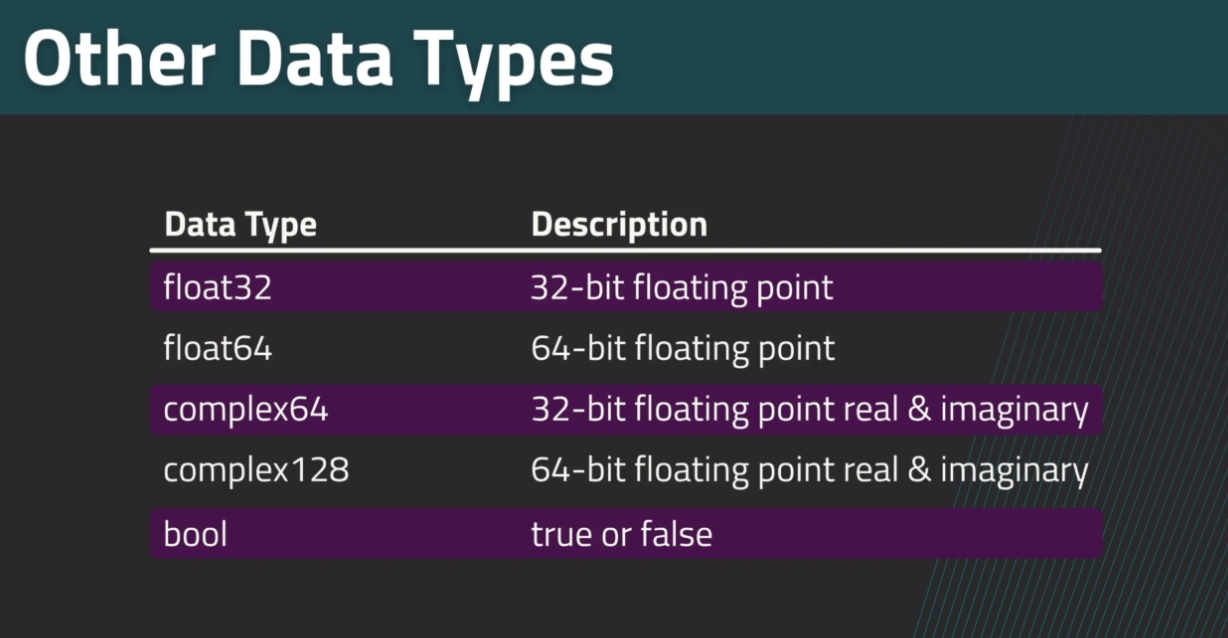 Other Data Types
Data Type Description
float32 32-bit floating point
float64 64-bit floating point
complex64 32-bit floating point real & imaginary
complex128 64-bit floating point real & imaginary
bool true or false